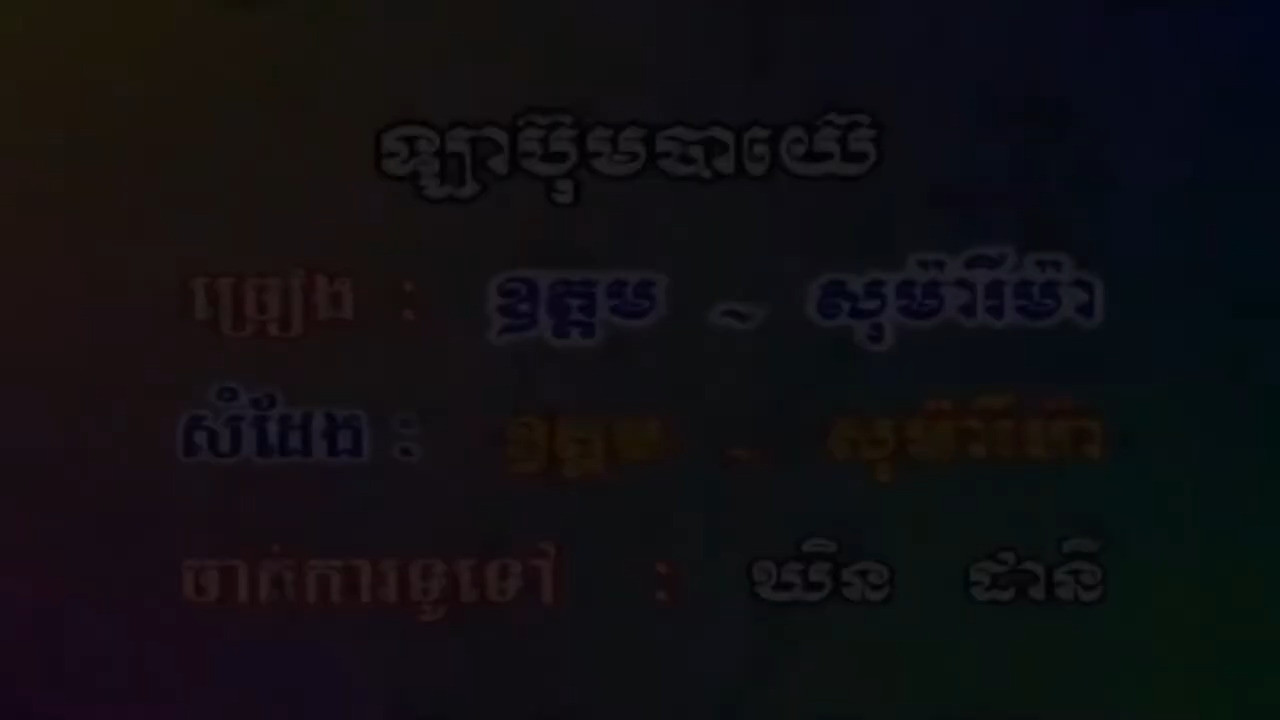 ឡាប៊ុមបាយ៉េ
ច្រៀង : ឧត្តម ~ សុម៉ារីម៉ា
សំដែង : ឧត្តម ~ សុម៉ារីម៉ា
ចាត់ការទូទៅ : ឃិន ដានី